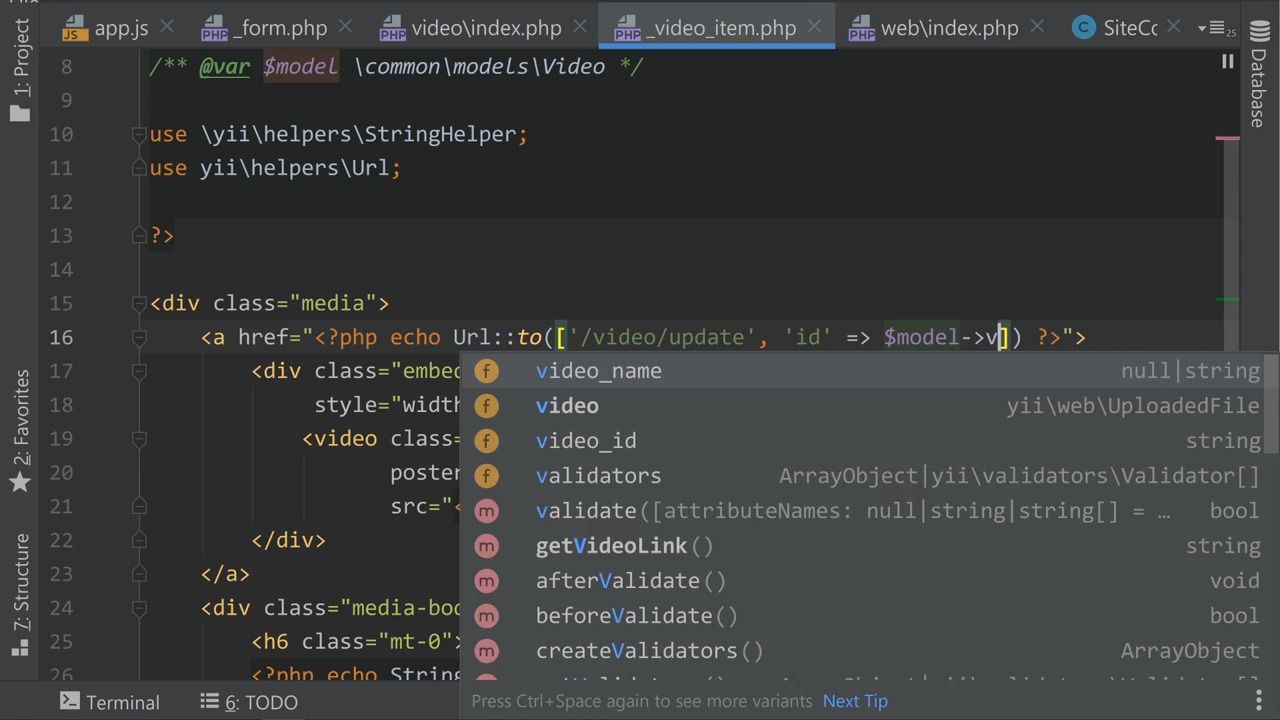 app.js
_form.php
video\index.php
_video_item.php
web\index.php
SiteCo
25
1: Project
2: Favorites
7: Structure
Database
8 /** @var $model \common\models\Video */
9
10 use \yii\helpers\StringHelper;
11 use yii\helpers\Url;
12
13 ?>
14
15 <div class="media">
16 <a href="<?php echo Url::to(['/video/update', 'id' => $model->v]) ?>">
17 <div class="embed
18 style="width
19 <video class=
20 poster
21 src="<
22 </div>
23 </a>
24 <div class="media-bod
25 <h6 class="mt-0">
26 <?php echo String
video_name null|string
video yii\web\UploadedFile
video_id string
validators ArrayObject|yii\validators\Validator[]
validate([attributeNames: null|string|string[] = … bool
getVideoLink() string
afterValidate() void
beforeValidate() bool
createValidators() ArrayObject
Press Ctrl+Space again to see more variants Next Tip
Terminal
6: TODO